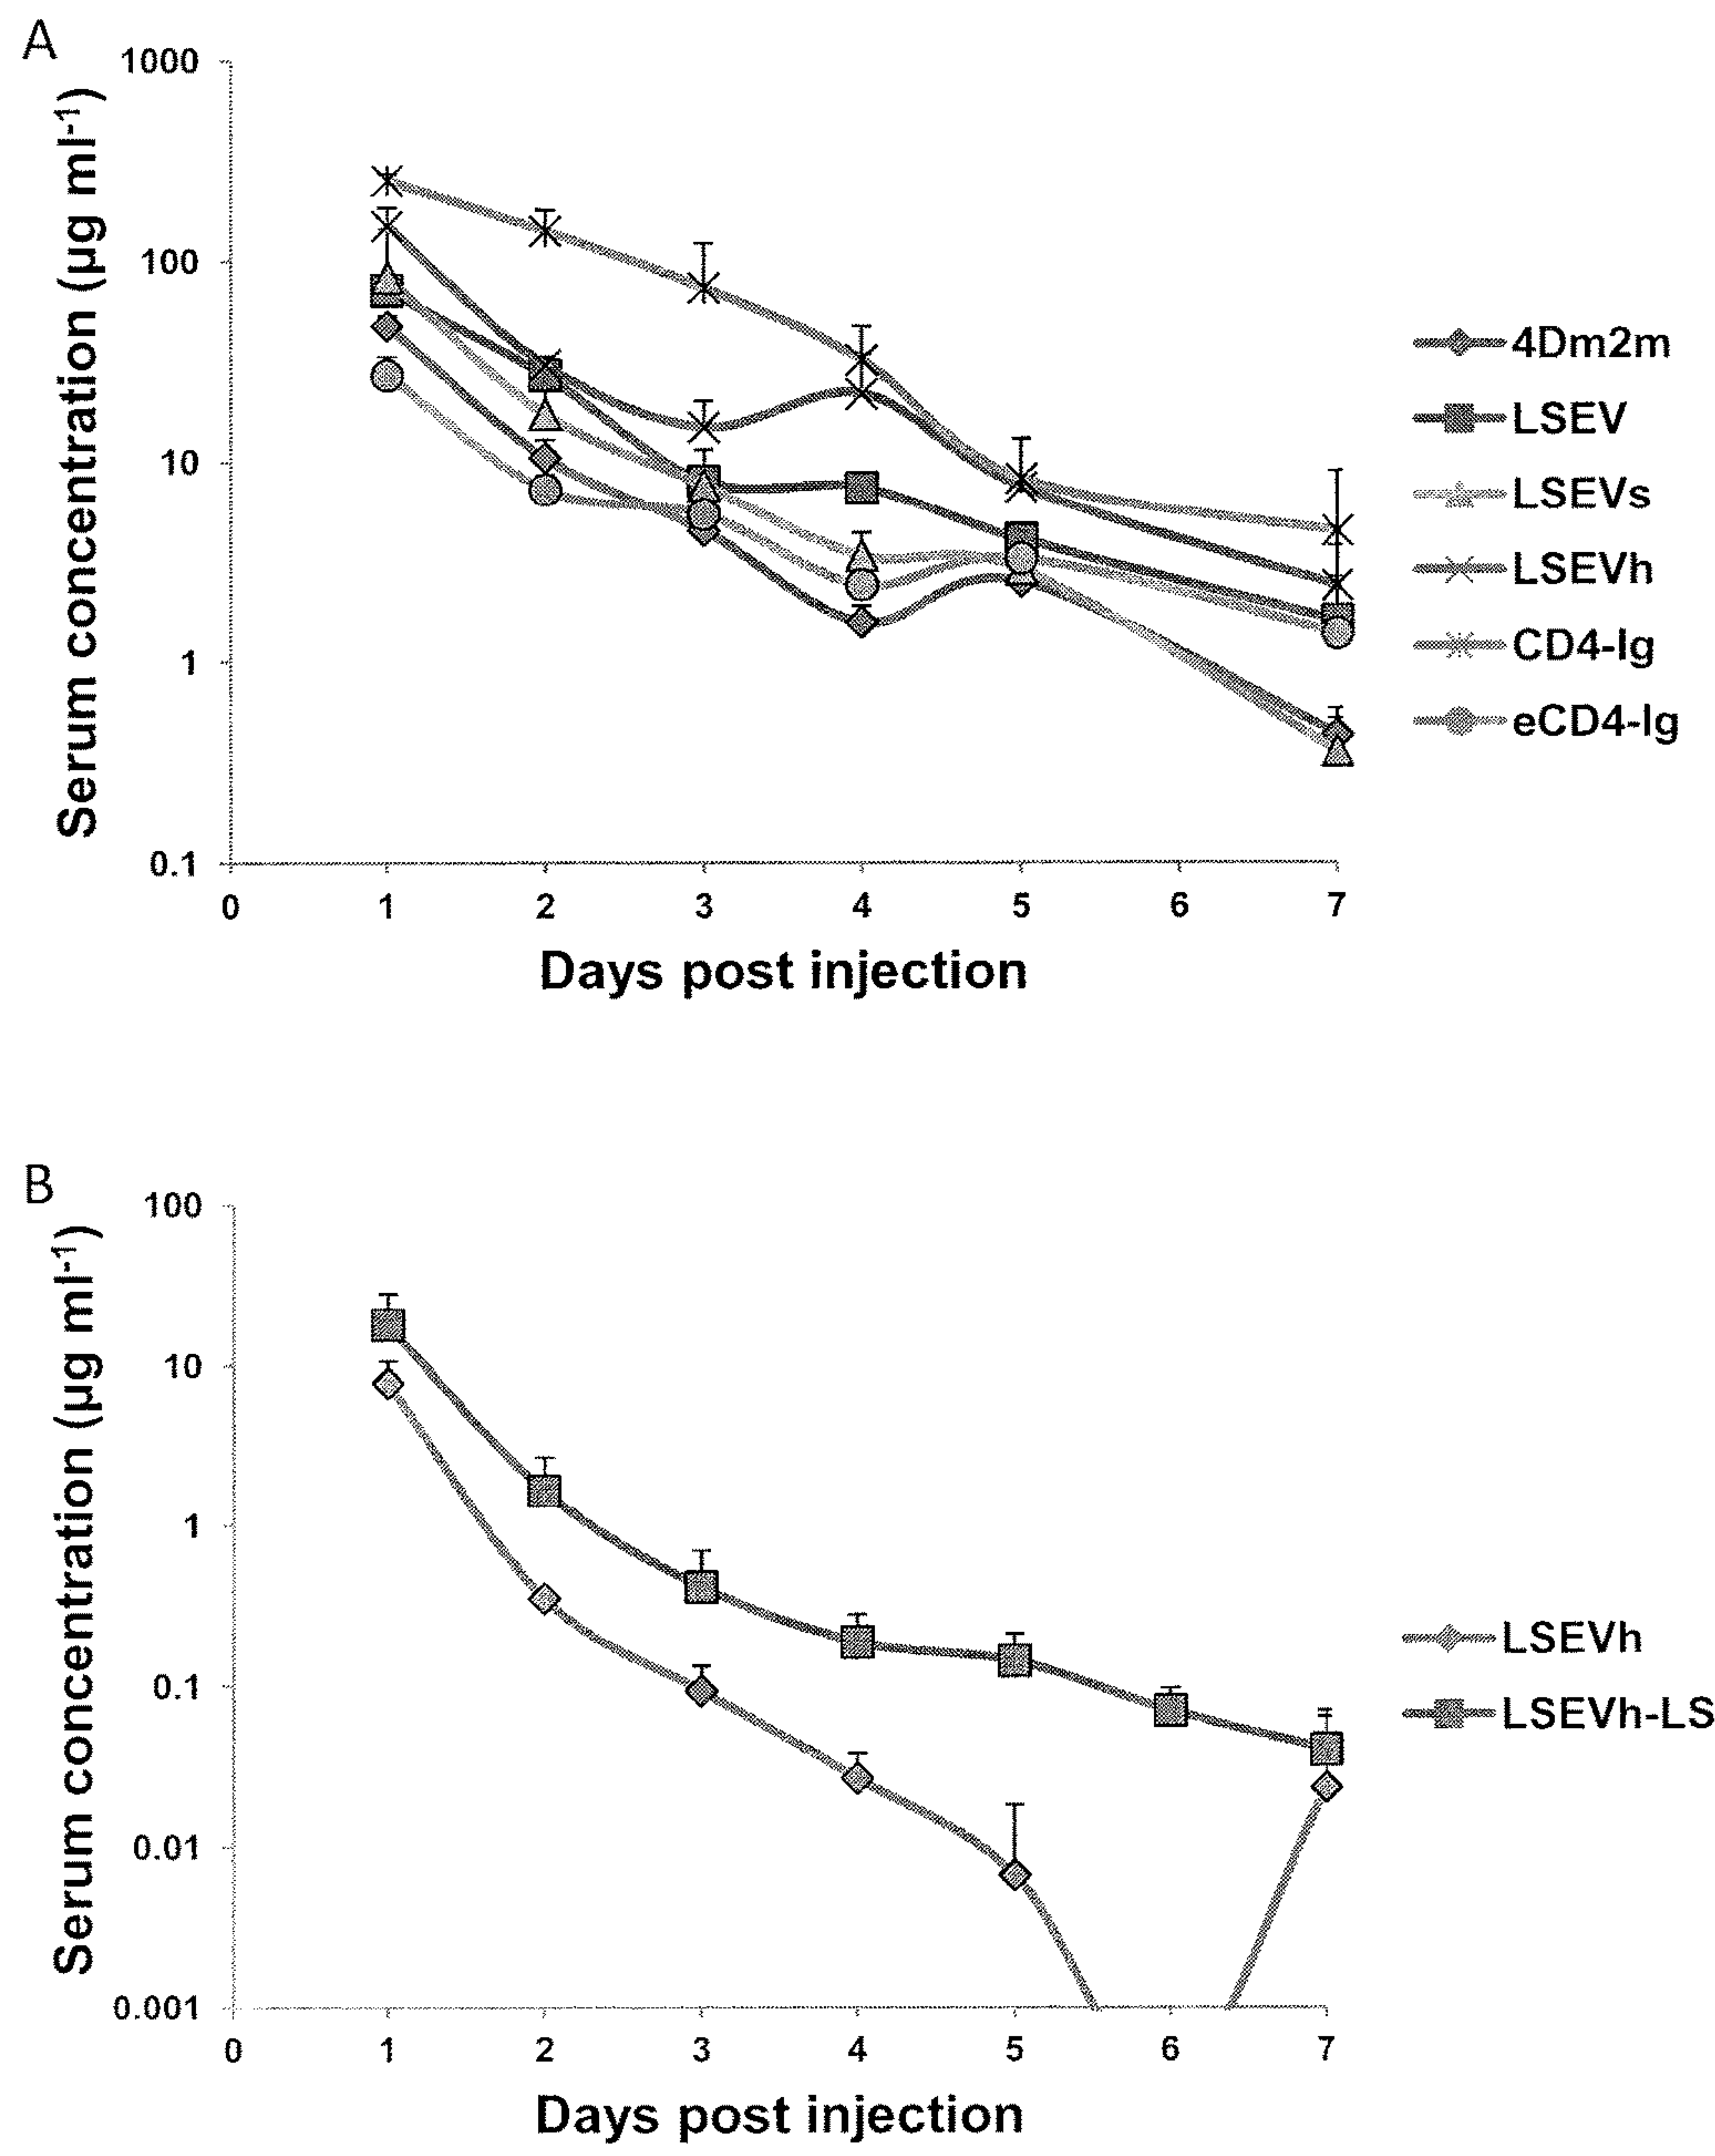 A
1000
100
10
1
0.1
Serum concentration (µg ml-1)
0 1 2 3 4 5 6 7
Days post injection
4Dm2m
LSEV
LSEVs
LSEVh
CD4-Ig
eCD4-Ig
B
100
10
1
0.1
0.01
0.001
Serum concentration (µg ml-1)
0 1 2 3 4 5 6 7
Days post injection
LSEVh
LSEVh-LS